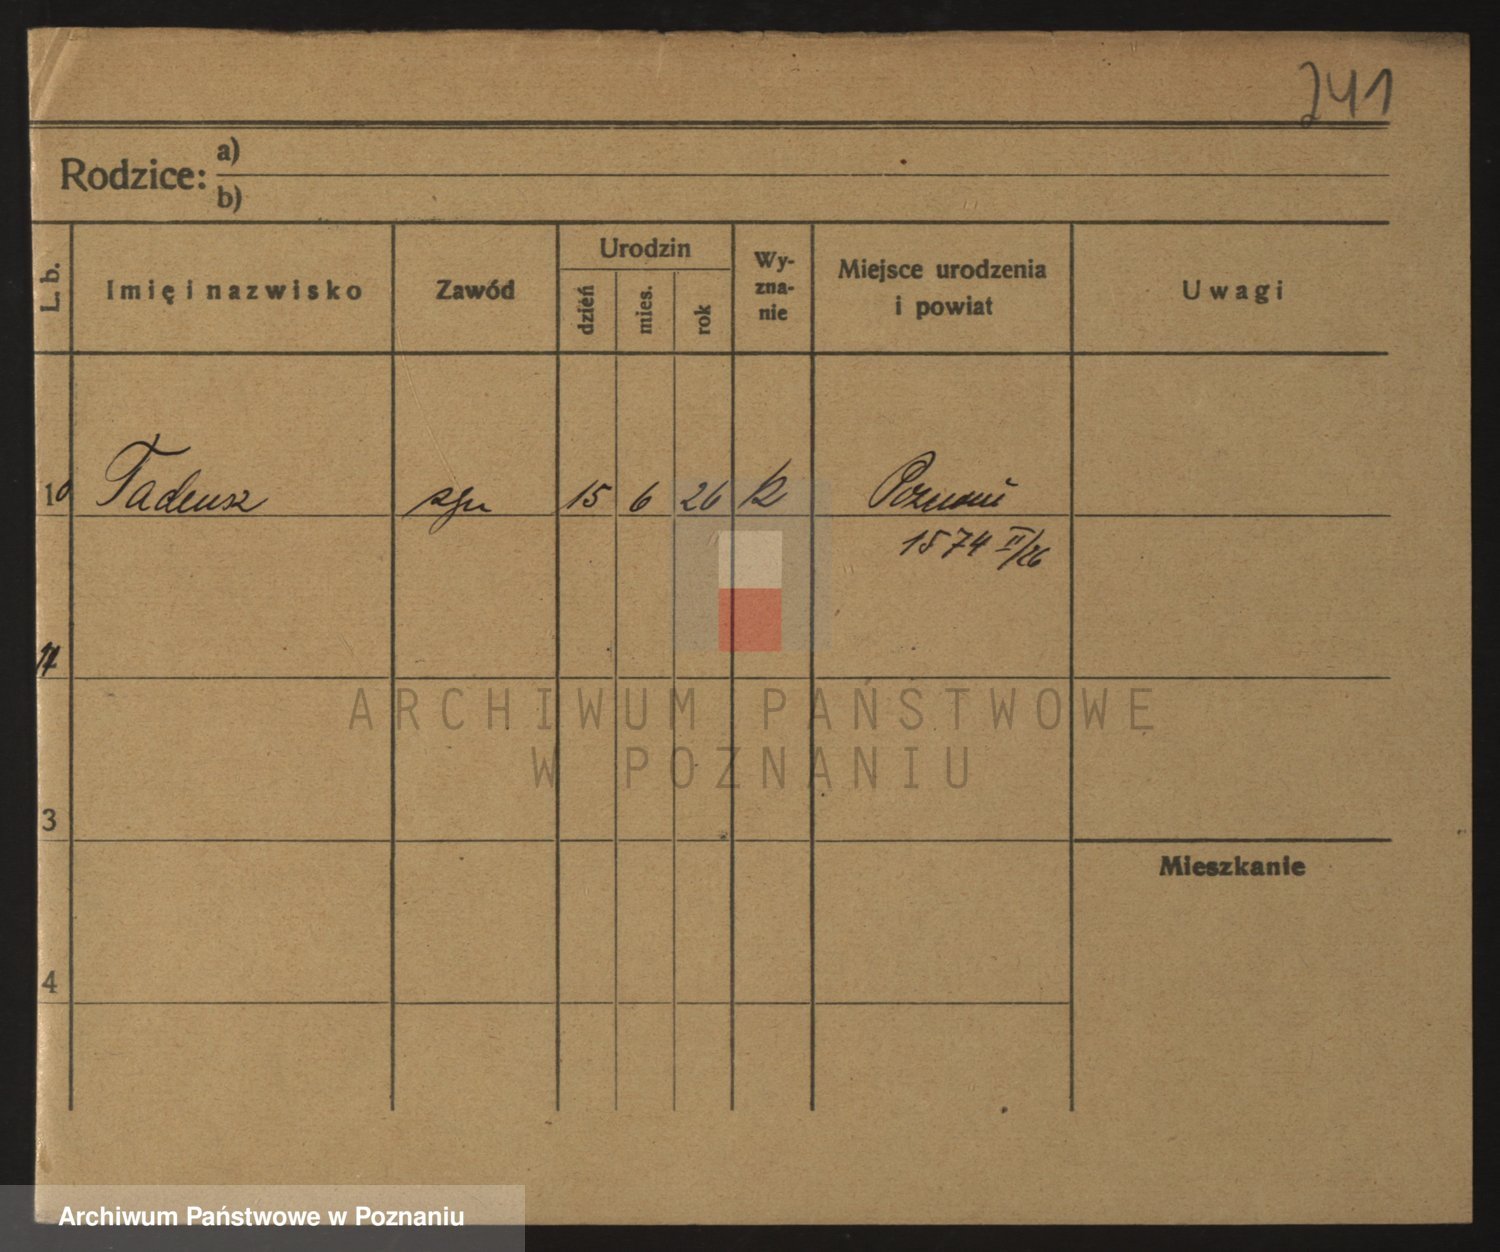 241
Rodzice: a)
b)
L. b.
Imię i nazwisko
Zawód
Urodzin
dzień
mies.
rok
Wy-
zna-
nie
Miejsce urodzenia
i powiat
Uwagi
10 Tadeusz 15 6 26 k Poznań
1574 II/26
11
3
Mieszkanie
4
ARCHIWUM PAŃSTWOWE
W POZNANIU
Archiwum Państwowe w Poznaniu